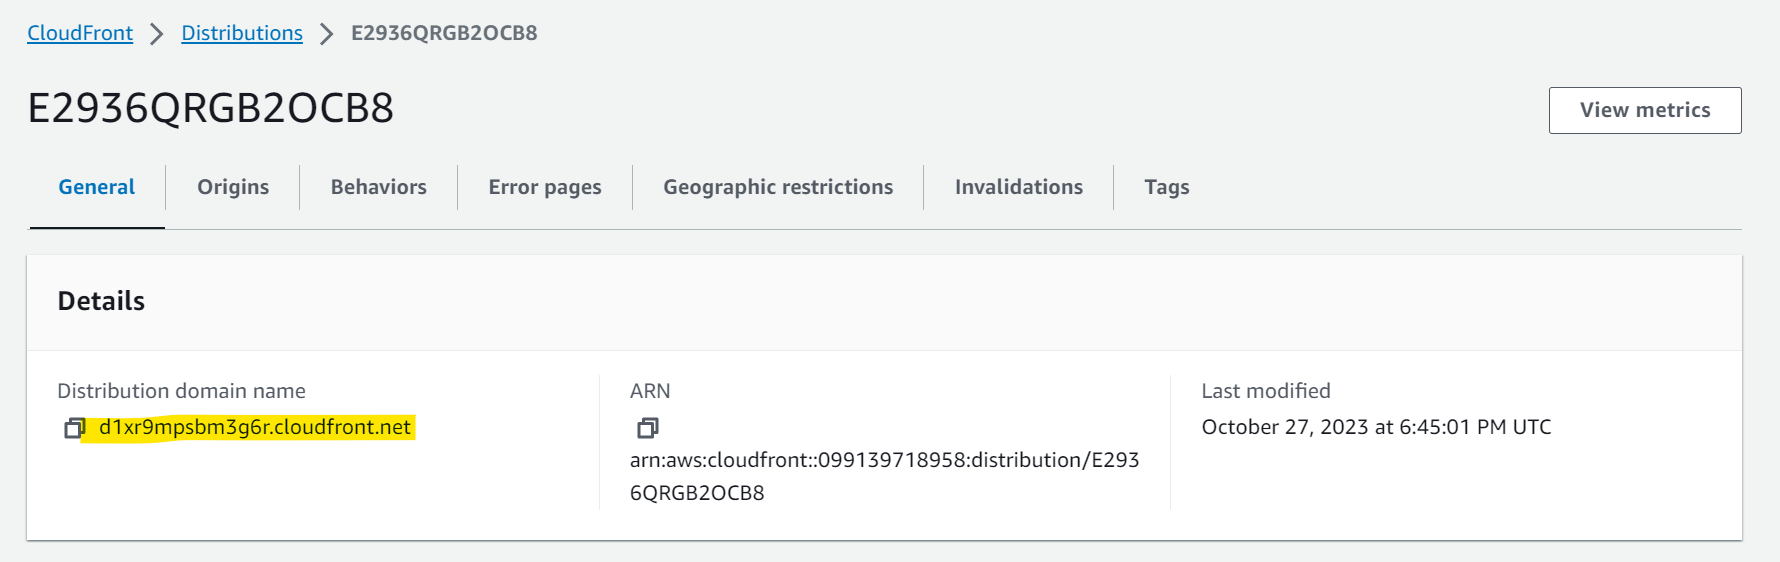 CloudFront > Distributions > E2936QRGB2OCB8
E2936QRGB2OCB8
View metrics
General Origins Behaviors Error pages Geographic restrictions Invalidations Tags
Details
Distribution domain name
d1xr9mpsbm3g6r.cloudfront.net
ARN
arn:aws:cloudfront::099139718958:distribution/E293
6QRGB2OCB8
Last modified
October 27, 2023 at 6:45:01 PM UTC